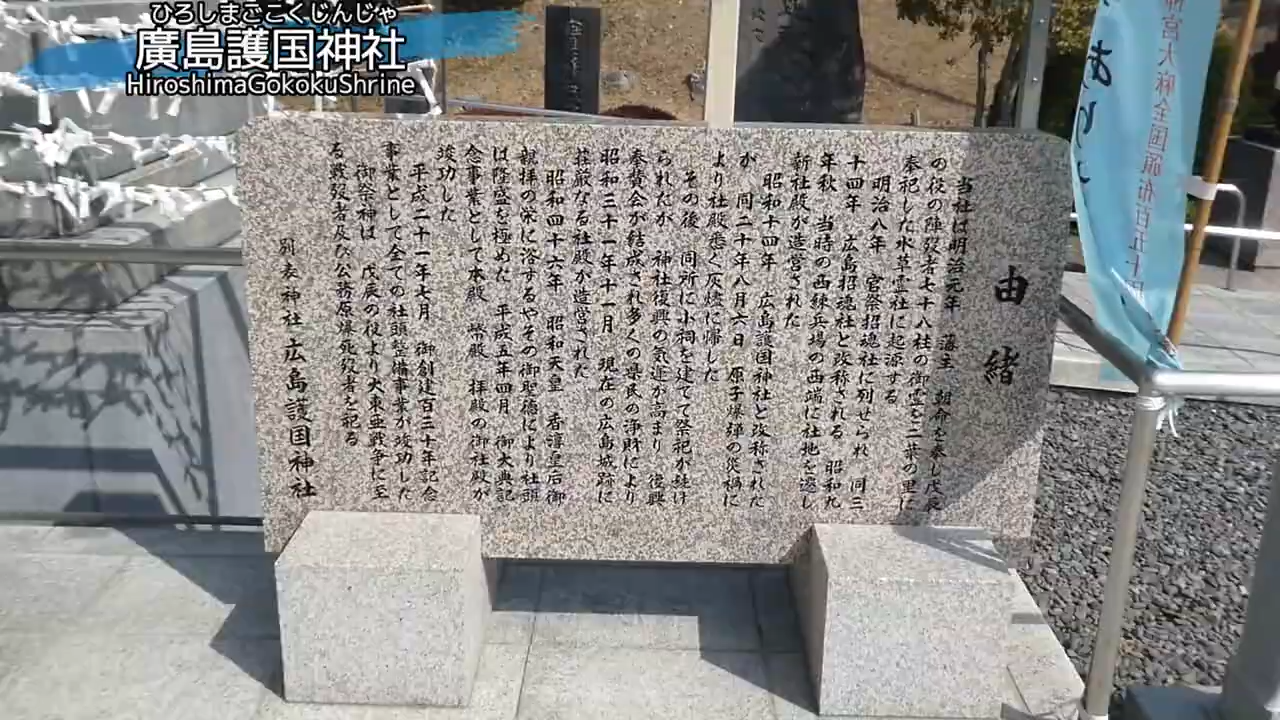 ひろしまごこくじんじゃ
廣島護国神社
HiroshimaGokokuShrine
由緒
当社は明治元年 藩主 朝命を奉し戊辰
の役の陣歿者七十八柱の御霊を二葉の里に
奉祀した水草霊社に起源する
明治八年 官祭招魂社に列せられ 同三
十四年 広島招魂社と改称される 昭和九
年秋 当時の西練兵場の西端に社地を遷し
新社殿が造営された
昭和十四年 広島護国神社と改称された
が 同二十年八月六日 原子爆弾の災禍に
より社殿悉く灰燼に帰した
その後 同所に小祠を建てて祭祀が続け
られたが 神社復興の気運が高まり 復興
奉賛会が結成され多くの県民の浄財により
昭和三十一年十一月 現在の広島城跡に
荘厳なる社殿が造営された
昭和四十六年 昭和天皇 香淳皇后御
親拝の栄に浴するやその御聖徳により社頭
は隆盛を極めた 平成五年四月 御大典記
念事業として本殿 幣殿 拝殿の御社殿が
竣功した
平成二十一年七月 御創建百三十年記念
事業として全ての社頭整備事業が竣功した
御祭神は 戊辰の役より大東亜戦争に至
る戦歿者及び公務原爆死歿者を祀る
別表神社 広島護国神社
宮大麻全国頒布百五十周